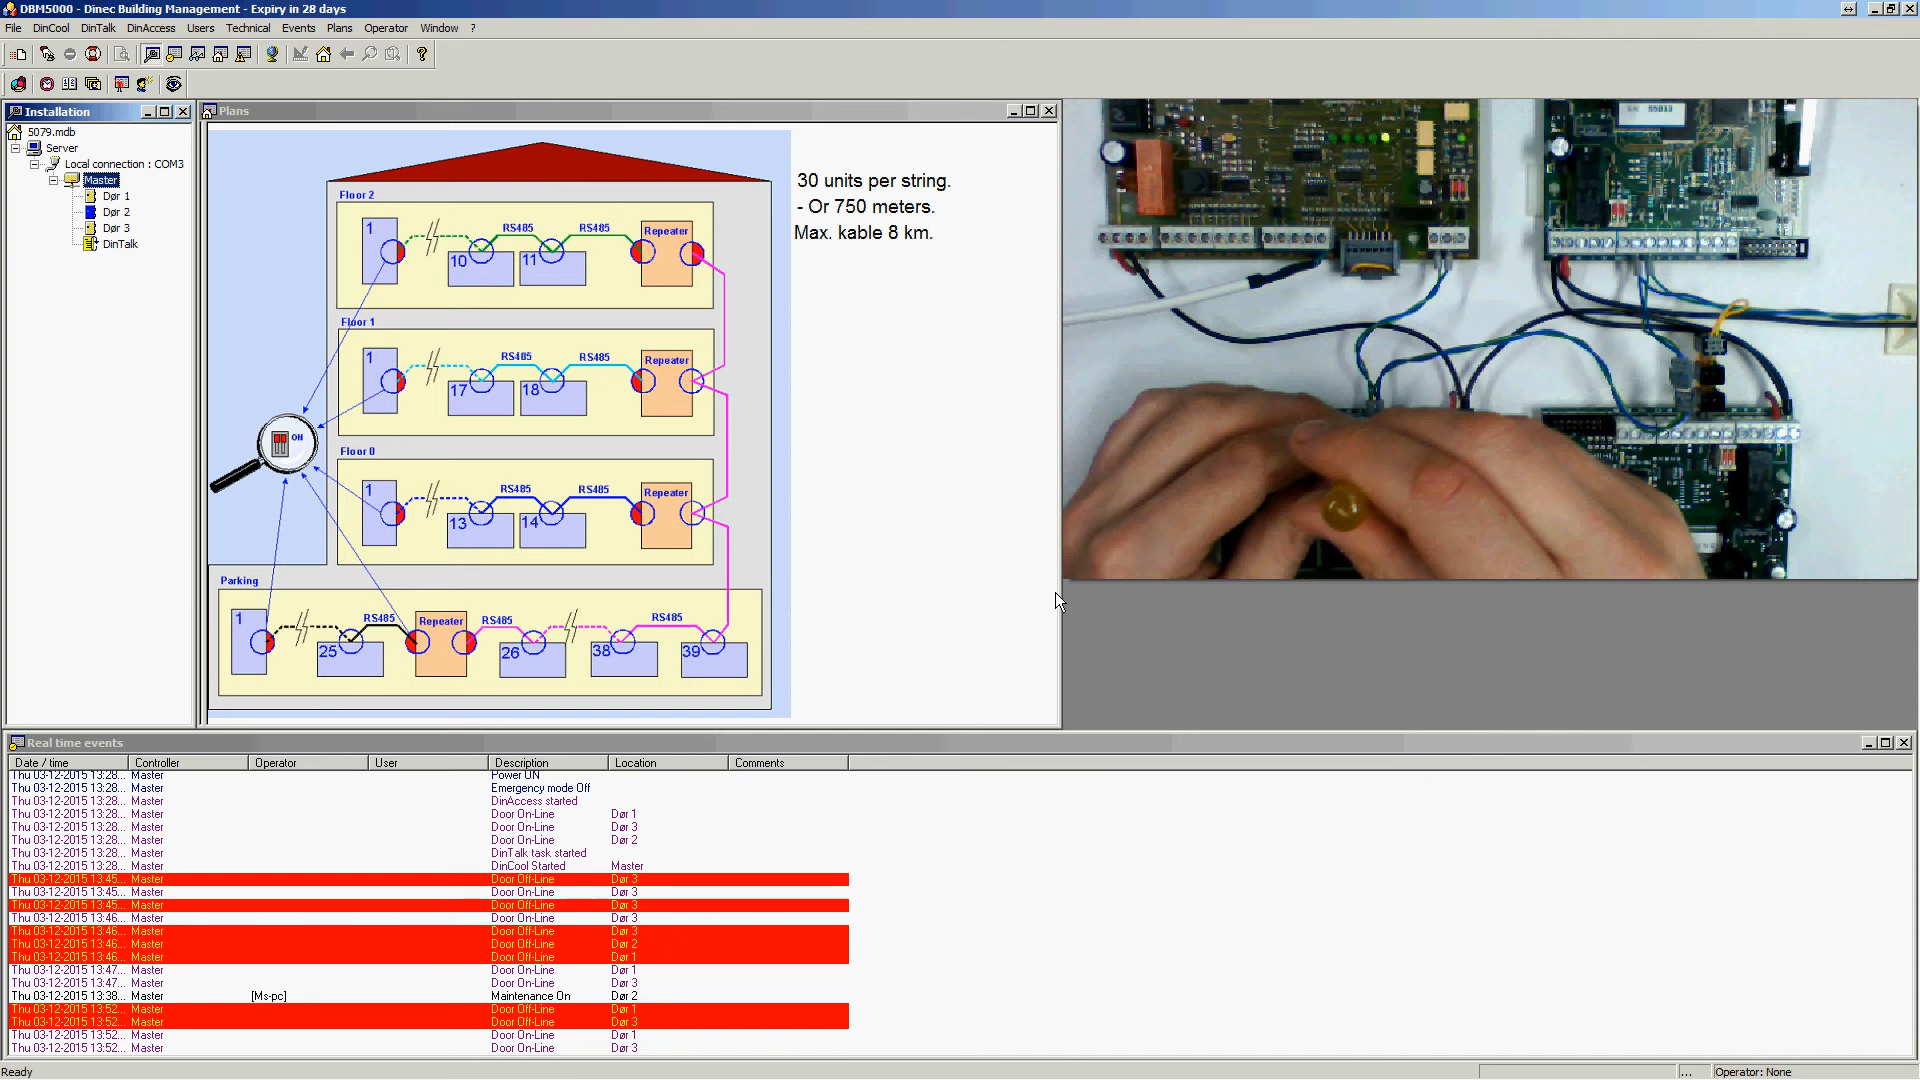 DBM5000 - Dinec Building Management - Expiry in 28 days
File DinCool DinTalk DinAccess Users Technical Events Plans Operator Window ?
Installation
5079.mdb
Server
Local connection : COM3
Master
Dør 1
Dør 2
Dør 3
DinTalk
Plans
Floor 2
1
RS485
RS485
Repeater
10
11
Floor 1
1
RS485
RS485
Repeater
17
18
ON
Floor 0
1
RS485
RS485
Repeater
13
14
Parking
1
RS485
Repeater
RS485
RS485
25
26
38
39
30 units per string.
- Or 750 meters.
Max. kable 8 km.
Real time events
Date / time Controller Operator User Description Location Comments
Thu 03-12-2015 13:28... Master Power ON
Thu 03-12-2015 13:28... Master Emergency mode Off
Thu 03-12-2015 13:28... Master DinAccess started
Thu 03-12-2015 13:28... Master Door On-Line Dør 1
Thu 03-12-2015 13:28... Master Door On-Line Dør 3
Thu 03-12-2015 13:28... Master Door On-Line Dør 2
Thu 03-12-2015 13:28... Master DinTalk task started
Thu 03-12-2015 13:28... Master DinCool Started Master
Thu 03-12-2015 13:45... Master Door Off-Line Dør 3
Thu 03-12-2015 13:45... Master Door On-Line Dør 3
Thu 03-12-2015 13:45... Master Door Off-Line Dør 3
Thu 03-12-2015 13:46... Master Door On-Line Dør 3
Thu 03-12-2015 13:46... Master Door Off-Line Dør 3
Thu 03-12-2015 13:46... Master Door Off-Line Dør 2
Thu 03-12-2015 13:46... Master Door Off-Line Dør 1
Thu 03-12-2015 13:47... Master Door On-Line Dør 1
Thu 03-12-2015 13:47... Master Door On-Line Dør 3
Thu 03-12-2015 13:38... Master [Ms-pc] Maintenance On Dør 2
Thu 03-12-2015 13:52... Master Door Off-Line Dør 1
Thu 03-12-2015 13:52... Master Door Off-Line Dør 3
Thu 03-12-2015 13:52... Master Door On-Line Dør 1
Thu 03-12-2015 13:52... Master Door On-Line Dør 3
Ready
...
Operator: None